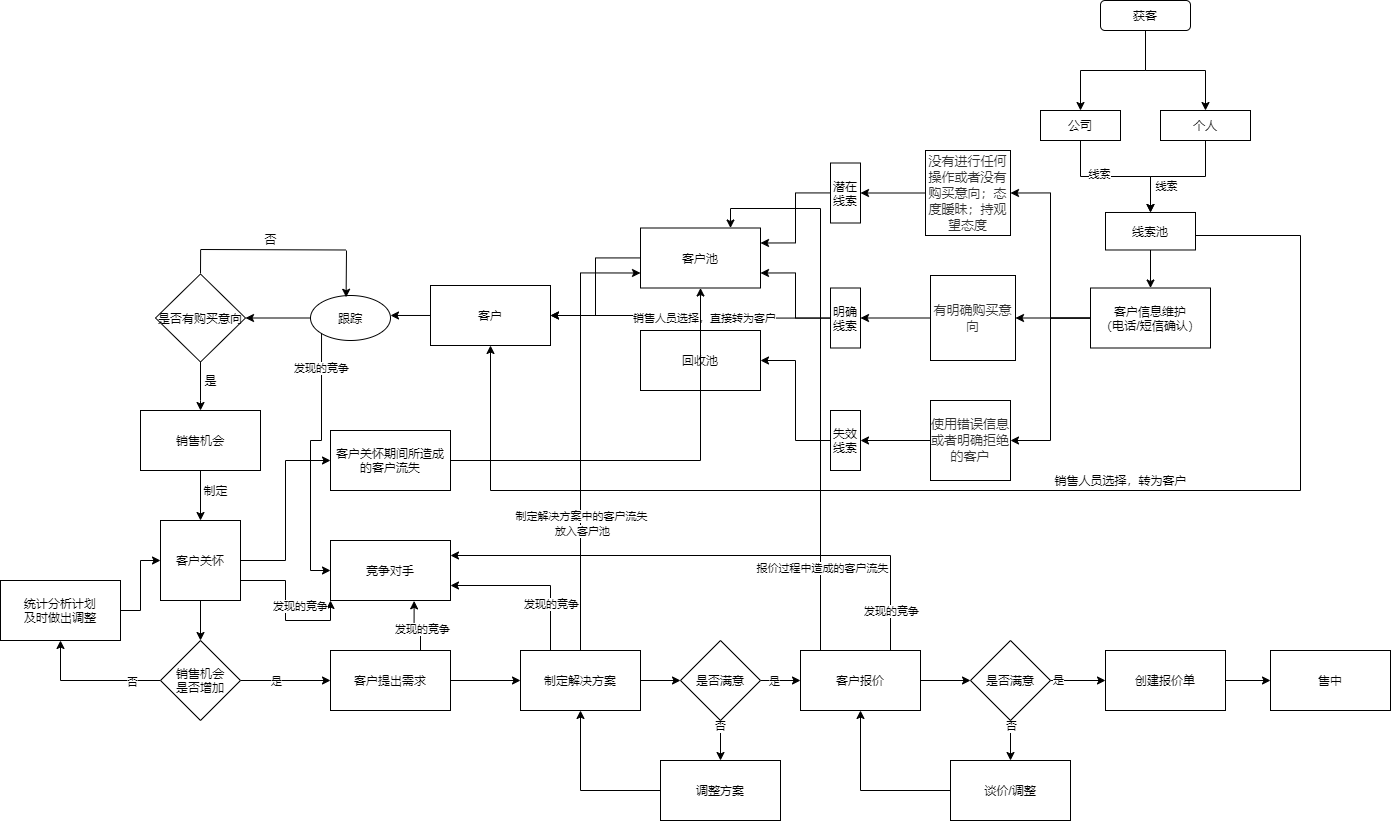 获客
公司
个人
线索
线索
线索池
客户信息维护
（电话/短信确认）
没有进行任何
操作或者没有
购买意向；态
度暧昧；持观
望态度
有明确购买意
向
使用错误信息
或者明确拒绝
的客户
潜在
线索
明确
线索
失效
线索
客户池
销售人员选择，直接转为客户
回收池
销售人员选择，转为客户
客户
跟踪
否
是否有购买意向
是
发现的竞争
销售机会
制定
客户关怀期间所造成
的客户流失
客户关怀
统计分析计划
及时做出调整
发现的竞争
竞争对手
制定解决方案中的客户流失
放入客户池
报价过程中造成的客户流失
发现的竞争
发现的竞争
发现的竞争
销售机会
是否增加
否
是
客户提出需求
制定解决方案
是否满意
是
否
调整方案
客户报价
是否满意
是
否
谈价/调整
创建报价单
售中